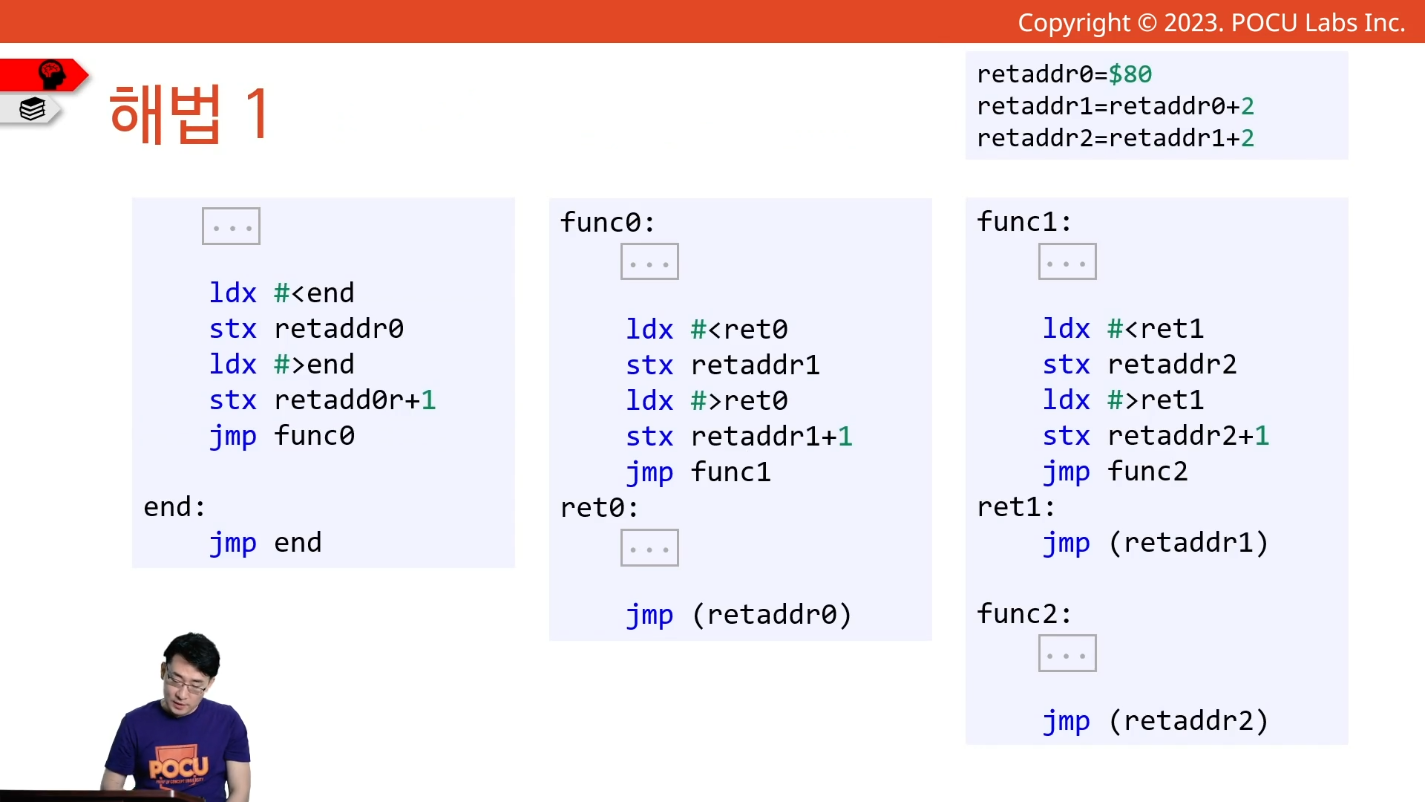 Copyright © 2023. POCU Labs Inc.
해법 1
retaddr0=$80
retaddr1=retaddr0+2
retaddr2=retaddr1+2
...
ldx #<end
stx retaddr0
ldx #>end
stx retadd0r+1
jmp func0
end:
jmp end
func0:
...
ldx #<ret0
stx retaddr1
ldx #>ret0
stx retaddr1+1
jmp func1
ret0:
...
jmp (retaddr0)
func1:
...
ldx #<ret1
stx retaddr2
ldx #>ret1
stx retaddr2+1
jmp func2
ret1:
jmp (retaddr1)
func2:
...
jmp (retaddr2)
POCU